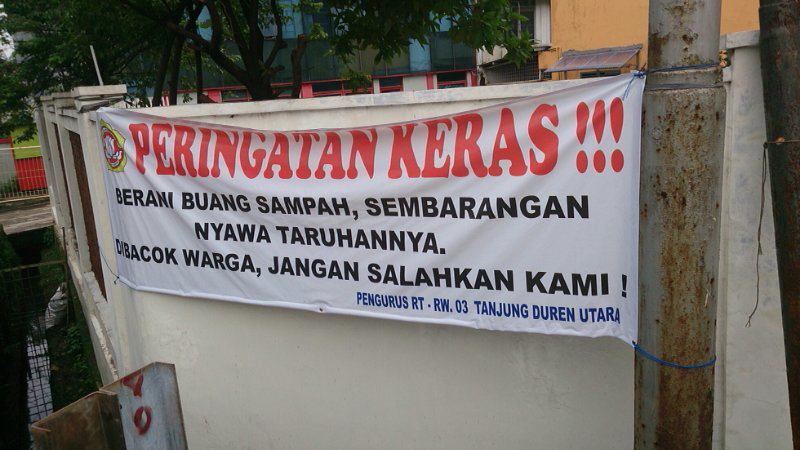 PERINGATAN KERAS !!!
BERANI BUANG SAMPAH, SEMBARANGAN
NYAWA TARUHANNYA.
DIBACOK WARGA, JANGAN SALAHKAN KAMI !
PENGURUS RT - RW. 03 TANJUNG DUREN UTARA